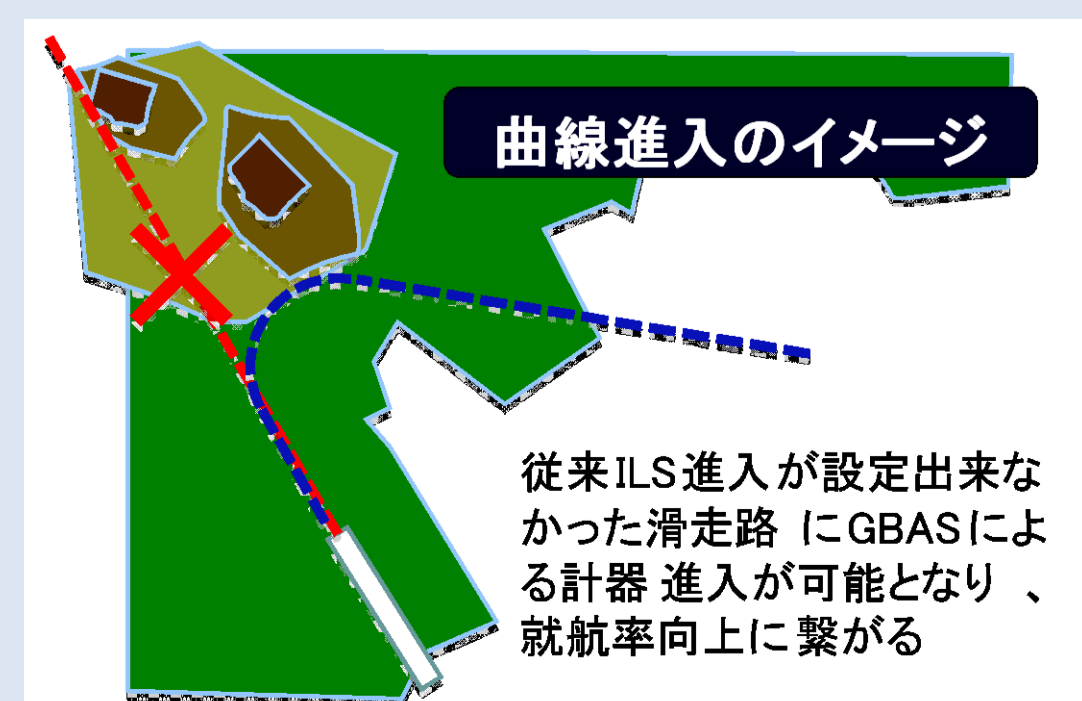 曲線進入のイメージ
従来ILS進入が設定出来な
かった滑走路 にGBASによ
る計器 進入が可能となり 、
就航率向上に 繋がる